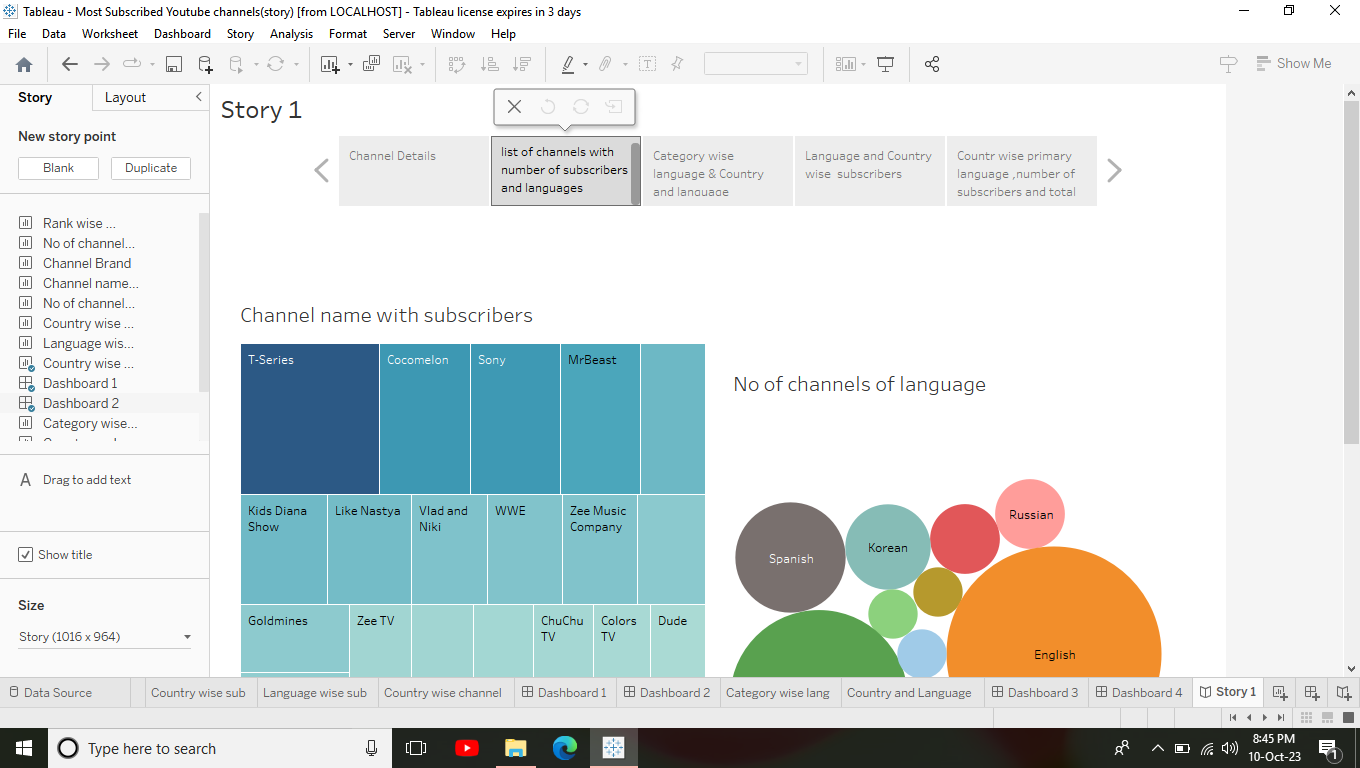 Tableau - Most Subscribed Youtube channels(story) [from LOCALHOST] - Tableau license expires in 3 days
File Data Worksheet Dashboard Story Analysis Format Server Window Help
Show Me
Story Layout
New story point
Blank Duplicate
Rank wise ...
No of channel...
Channel Brand
Channel name...
No of channel...
Country wise ...
Language wis...
Country wise ...
Dashboard 1
Dashboard 2
Category wise...
A Drag to add text
Show title
Size
Story (1016 x 964)
Story 1
Channel Details
list of channels with
number of subscribers
and languages
Category wise
language & Country
and language
Language and Country
wise subscribers
Countr wise primary
language ,number of
subscribers and total
Channel name with subscribers
T-Series Cocomelon Sony MrBeast
Kids Diana
Show
Like Nastya
Vlad and
Niki
WWE
Zee Music
Company
Goldmines
Zee TV
ChuChu
TV
Colors
TV
Dude
No of channels of language
Russian
Korean
Spanish
English
Data Source Country wise sub Language wise sub Country wise channel Dashboard 1 Dashboard 2 Category wise lang Country and Language Dashboard 3 Dashboard 4 Story 1
Type here to search
8:45 PM
10-Oct-23
1